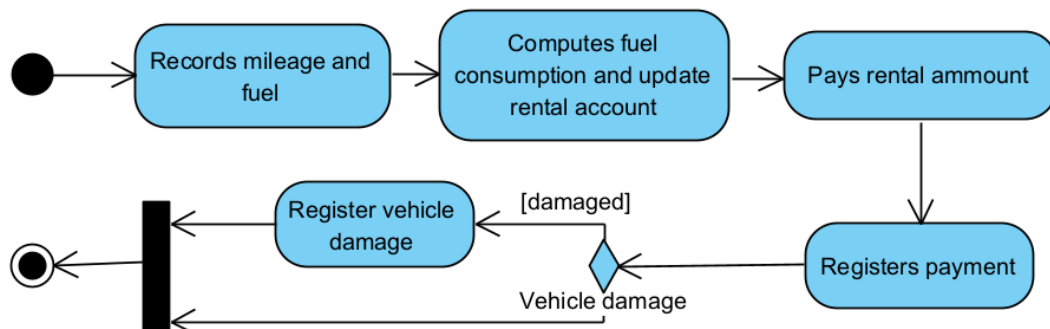 Records mileage and
fuel
Computes fuel
consumption and update
rental account
Pays rental ammount
Registers payment
Vehicle damage
[damaged]
Register vehicle
damage